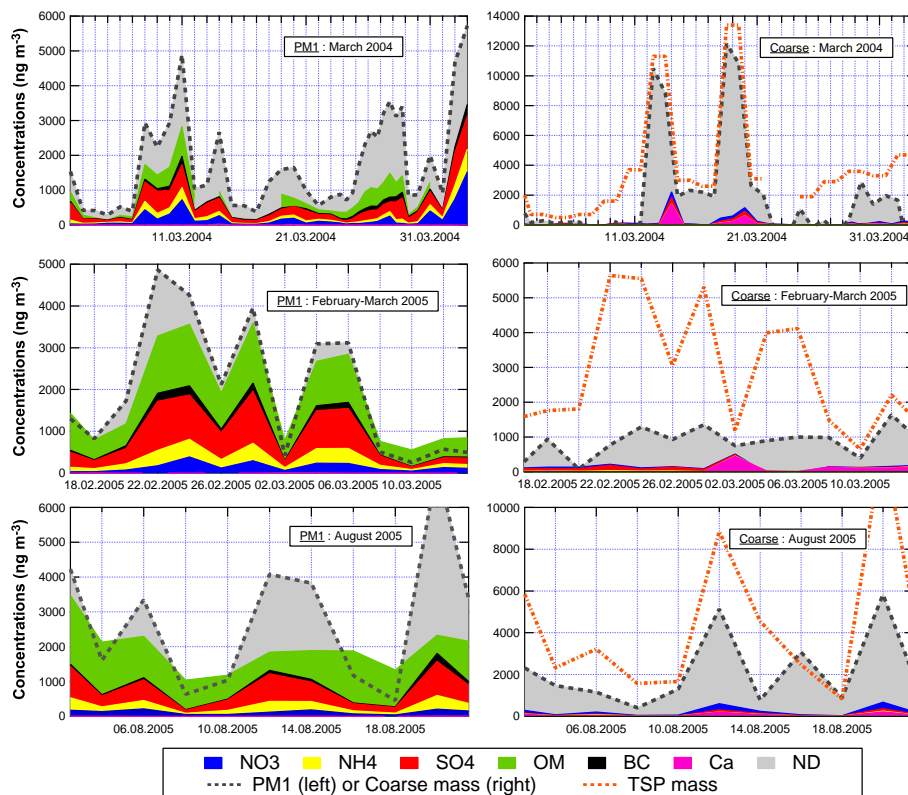 PM1 : March 2004
Concentrations (ng m-3)
6000
5000
4000
3000
2000
1000
0
11.03.2004 21.03.2004 31.03.2004
Coarse : March 2004
14000
12000
10000
8000
6000
4000
2000
0
11.03.2004 21.03.2004 31.03.2004
PM1 : February-March 2005
Concentrations (ng m-3)
5000
4000
3000
2000
1000
0
18.02.2005 22.02.2005 26.02.2005 02.03.2005 06.03.2005 10.03.2005
Coarse : February-March 2005
6000
5000
4000
3000
2000
1000
0
18.02.2005 22.02.2005 26.02.2005 02.03.2005 06.03.2005 10.03.2005
PM1 : August 2005
Concentrations (ng m-3)
6000
5000
4000
3000
2000
1000
0
06.08.2005 10.08.2005 14.08.2005 18.08.2005
Coarse : August 2005
10000
8000
6000
4000
2000
0
06.08.2005 10.08.2005 14.08.2005 18.08.2005
NO3 NH4 SO4 OM BC Ca ND
PM1 (left) or Coarse mass (right) TSP mass